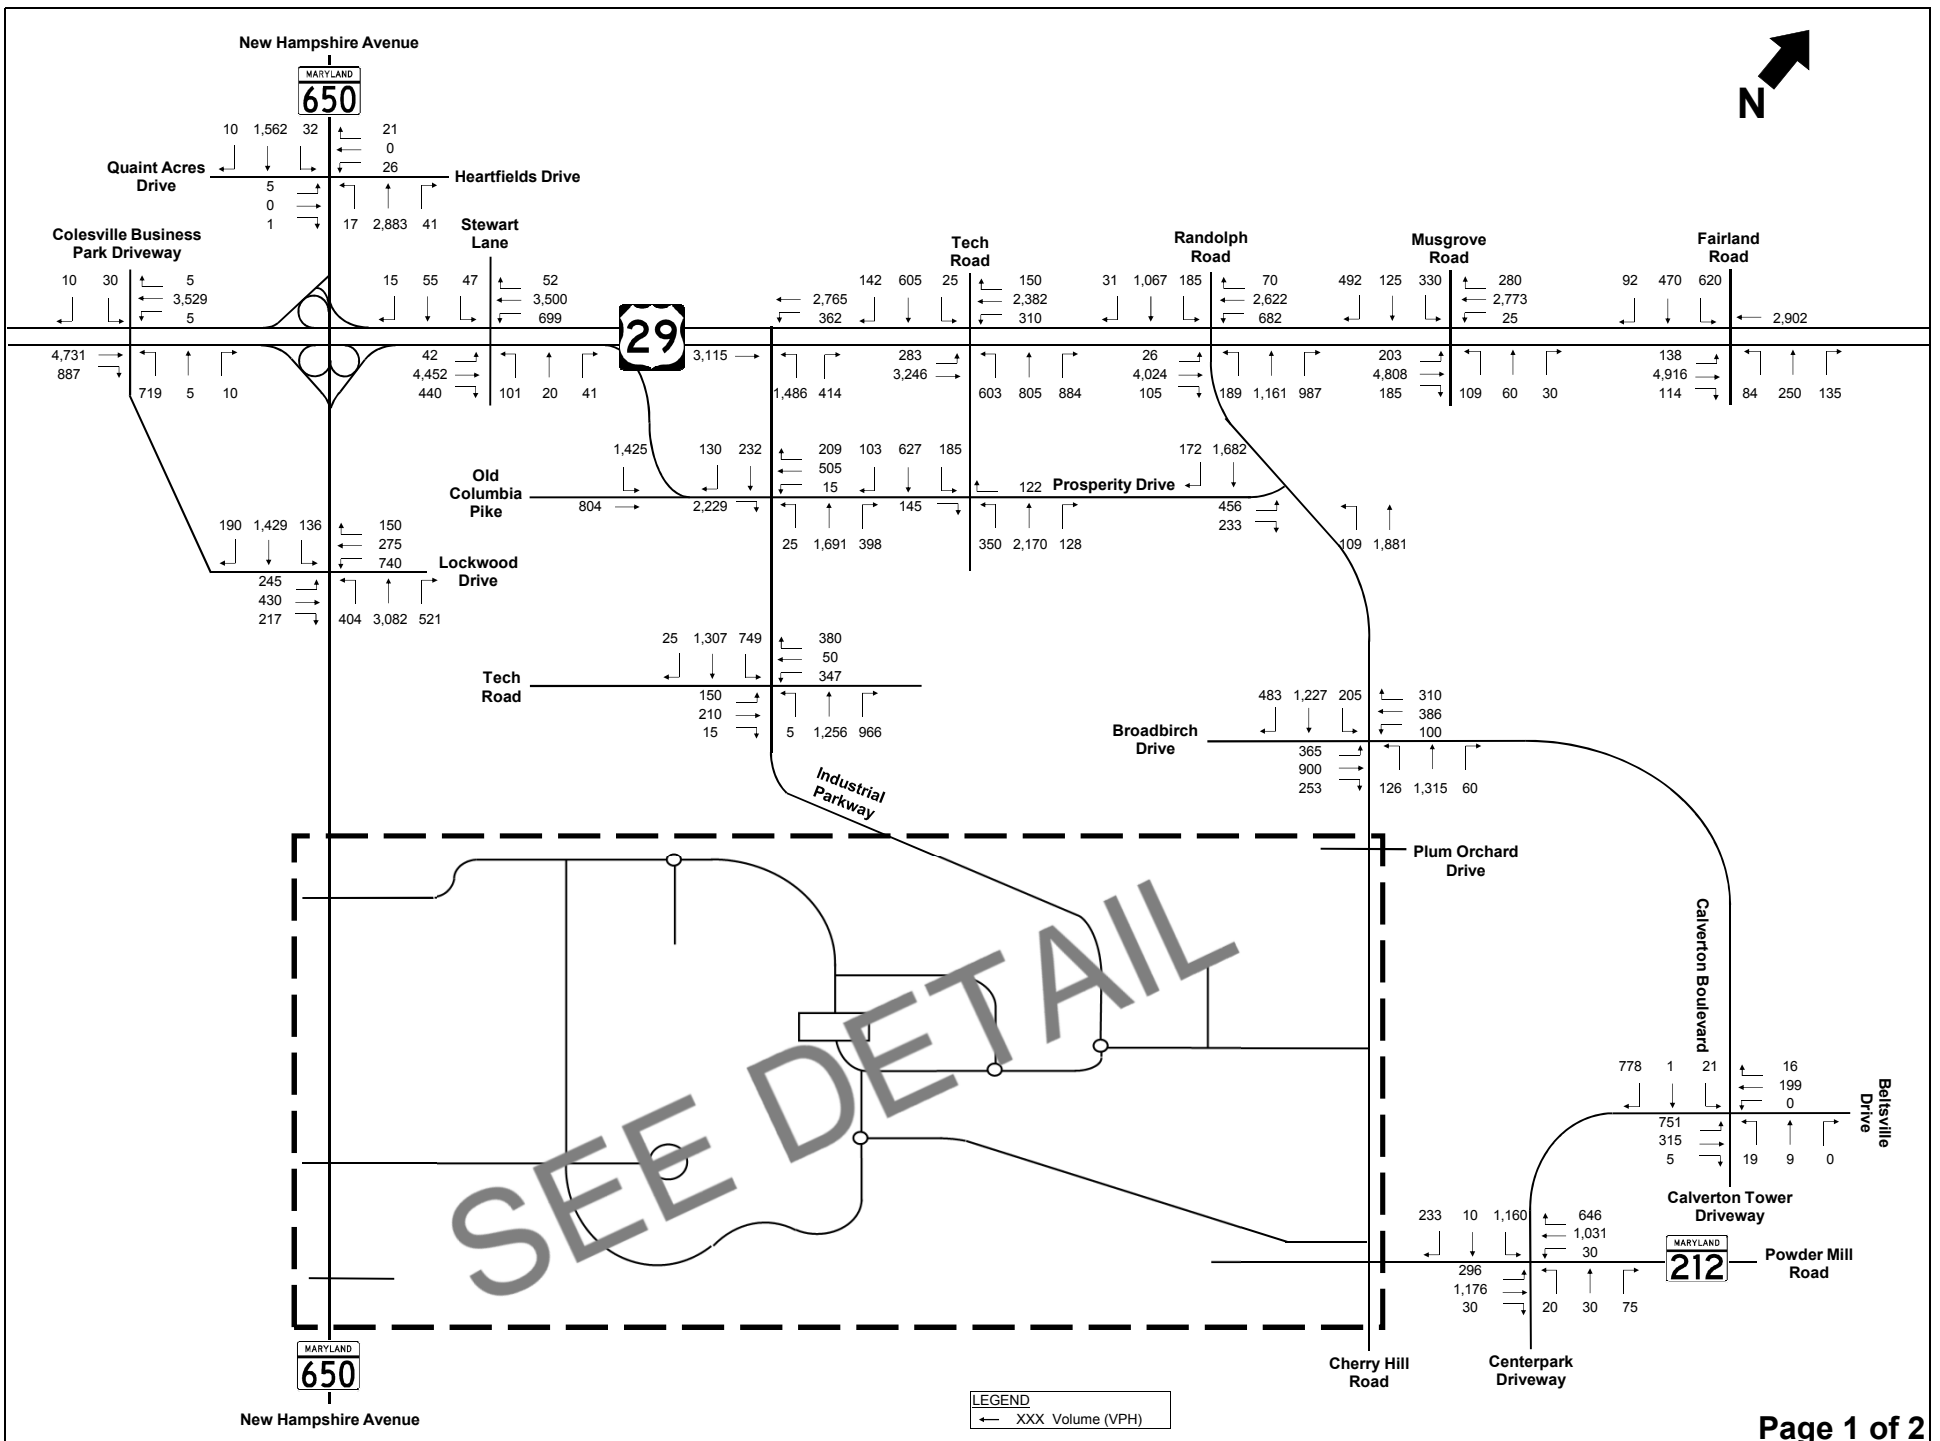 New Hampshire Avenue
MARYLAND
650
N
10 1,562 32 21
0
26
Quaint Acres
Drive
Heartfields Drive
5
0
1 17 2,883 41
Colesville Business
Park Driveway
Stewart
Lane
Tech
Road
Randolph
Road
Musgrove
Road
Fairland
Road
10 30 5
3,529
5
15 55 47 52
3,500
699
2,765
362
142 605 25 150
2,382
310
31 1,067 185 70
2,622
682
492 125 330 280
2,773
25
92 470 620
2,902
29
4,731
887
719 5 10
42
4,452
440 101 20 41
3,115
1,486 414
283
3,246
603 805 884
26
4,024
105 189 1,161 987
203
4,808
185 109 60 30
138
4,916
114 84 250 135
1,425
804
Old
Columbia
Pike
130 232 209
505
15
2,229
25 1,691 398
103 627 185
122
145
350 2,170 128
Prosperity Drive
172 1,682
456
233
109 1,881
190 1,429 136 150
275
740
Lockwood
Drive
245
430
217 404 3,082 521
25 1,307 749 380
50
347
Tech
Road
150
210
15 5 1,256 966
Industrial
Parkway
483 1,227 205 310
386
100
Broadbirch
Drive
365
900
253 126 1,315 60
Plum Orchard
Drive
SEE DETAIL
Calverton Boulevard
778 1 21 16
199
0
Beltsville
Drive
751
315
5 19 9 0
Calverton Tower
Driveway
233 10 1,160 646
1,031
30
MARYLAND
212
Powder Mill
Road
296
1,176
30 20 30 75
MARYLAND
650
New Hampshire Avenue
Cherry Hill
Road
Centerpark
Driveway
LEGEND
XXX Volume (VPH)
Page 1 of 2